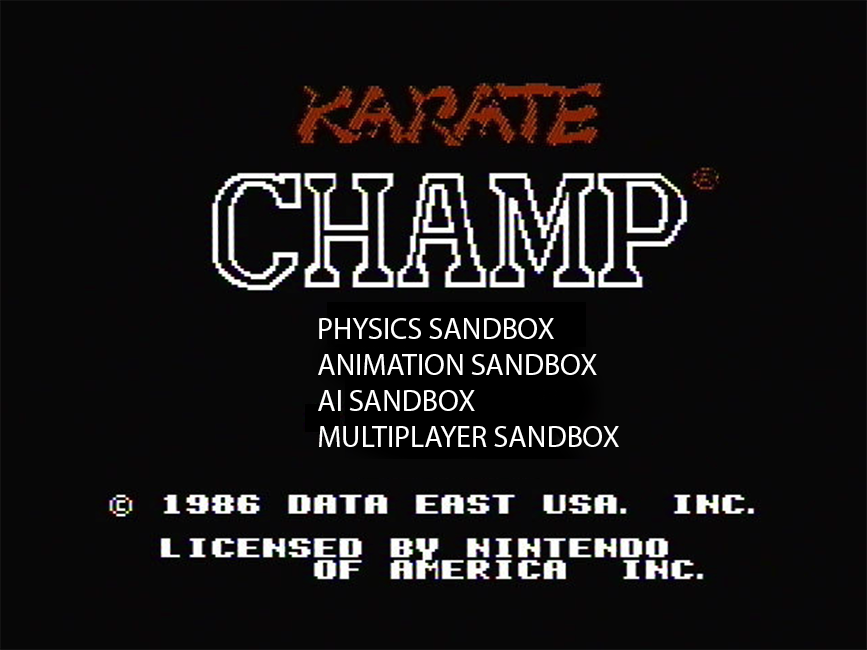 KARATE
CHAMP®
PHYSICS SANDBOX
ANIMATION SANDBOX
AI SANDBOX
MULTIPLAYER SANDBOX
© 1986 DATA EAST USA. INC.
LICENSED BY NINTENDO
OF AMERICA INC.